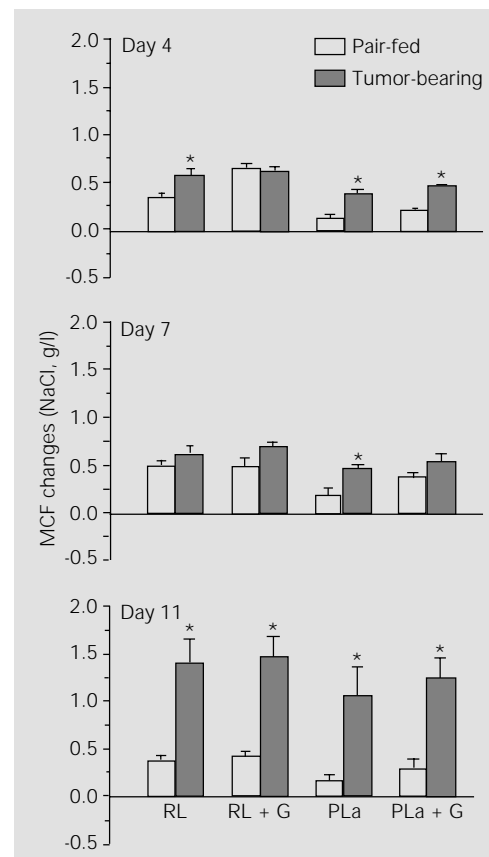 Day 4
Pair-fed
Tumor-bearing
2.0
1.5
1.0
0.5
0.0
-0.5
* * *
MCF changes (NaCl, g/l)
Day 7
2.0
1.5
1.0
0.5
0.0
-0.5
*
Day 11
2.0
1.5
1.0
0.5
0.0
-0.5
* * * *
RL RL + G PLa PLa + G